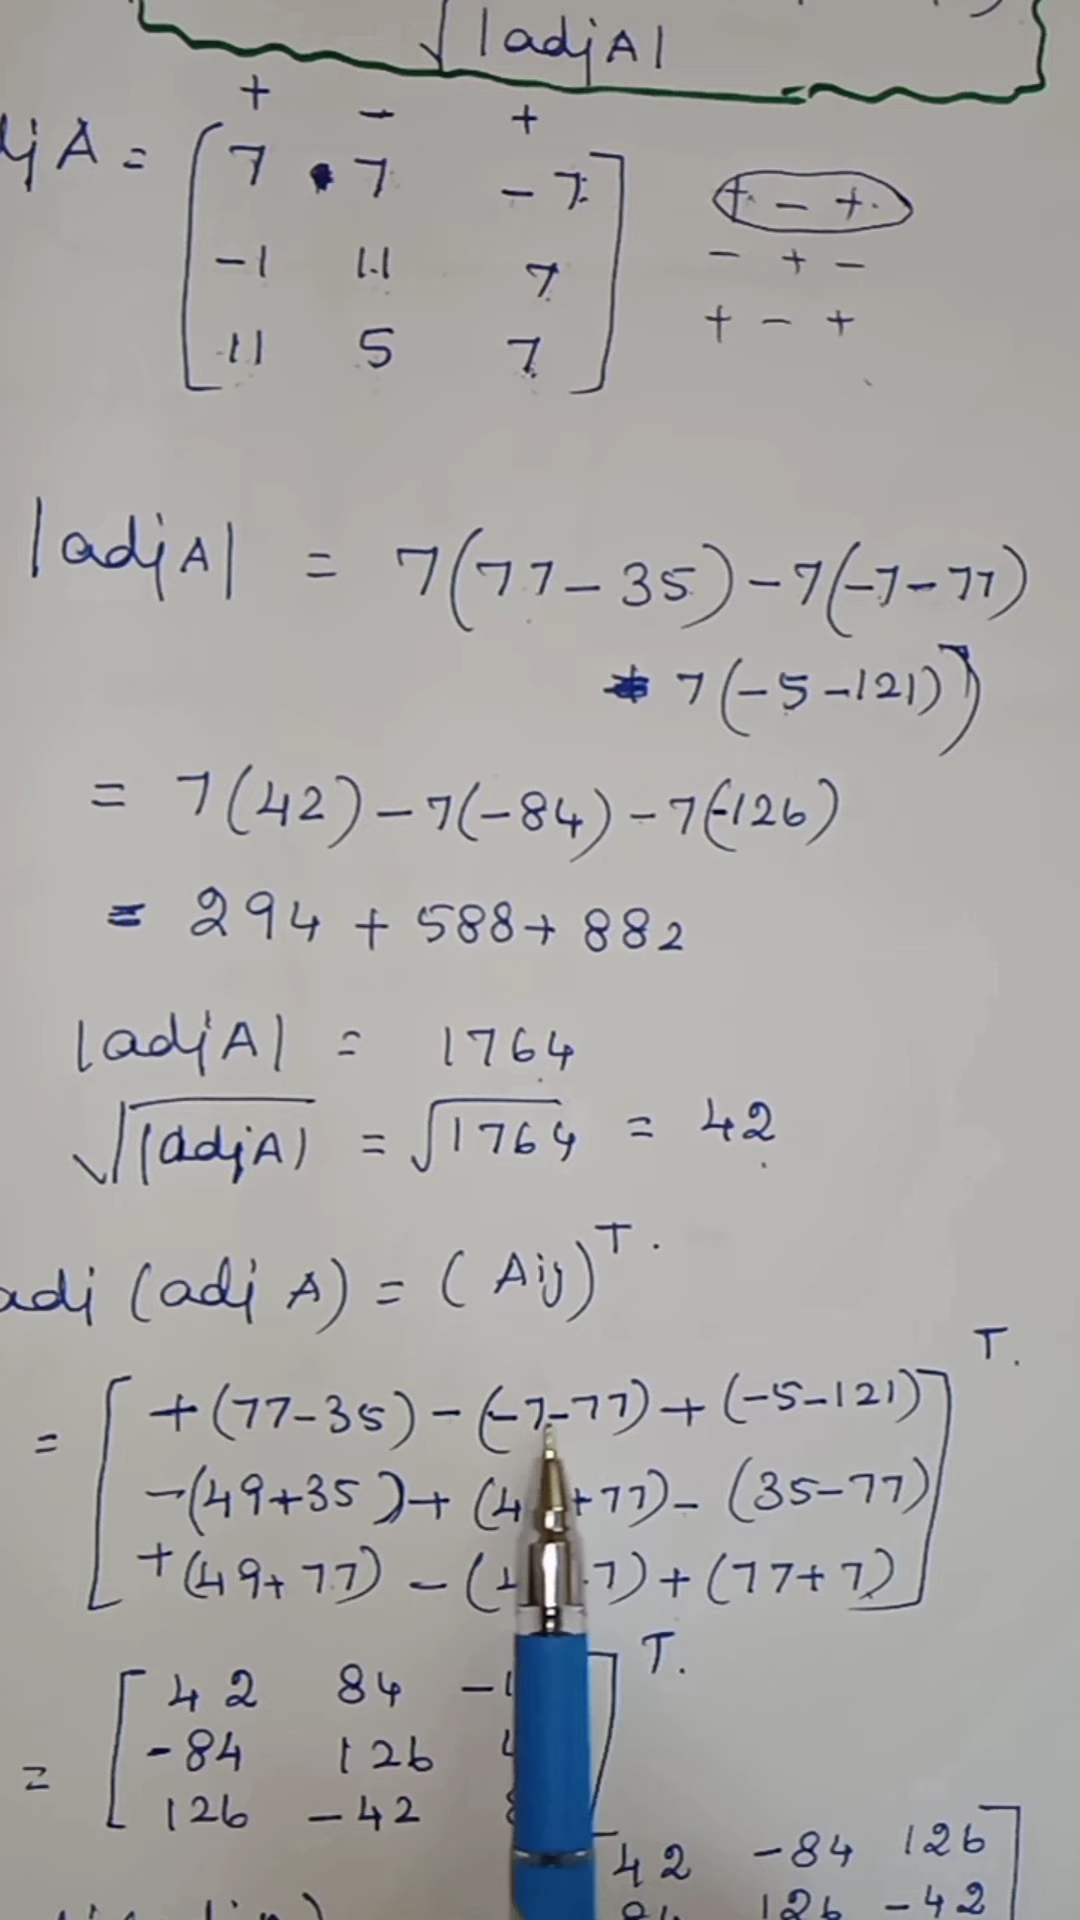 √|adjA|
+ - +
A = [ 7 7 -7 ] + - +
-1 11 7 - + -
11 5 7 + - +
|adjA| = 7(77-35)-7(-7-77)
7(-5-121))
= 7(42)-7(-84)-7(-126)
= 294 + 588 + 882
|adjA| = 1764
√|adjA| = √1764 = 42
adj (adj A) = (Aij)ᵀ.
= [ +(77-35) -(-7-77) +(-5-121) ]ᵀ.
-(49+35) + (4 +77) - (35-77)
+(49+77) - ( 7) + (77+7)
= [ 42 84 - ]ᵀ.
-84 126
126 -42
42 -84 126
126 -42